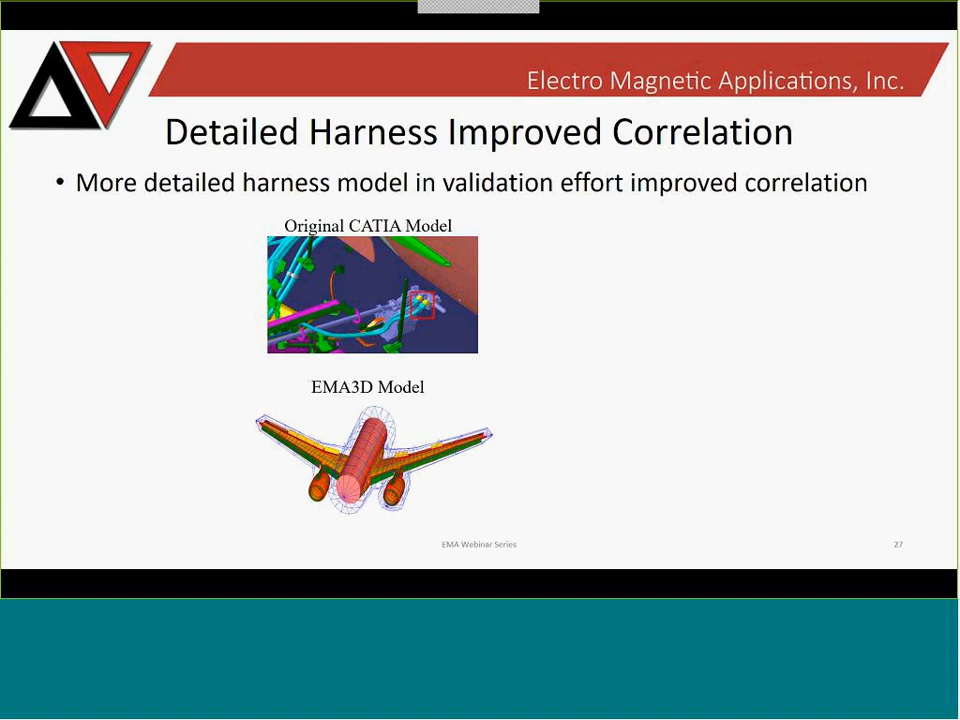 Electro Magnetic Applications, Inc.
Detailed Harness Improved Correlation
• More detailed harness model in validation effort improved correlation
Original CATIA Model
EMA3D Model
EMA Webinar Series
27